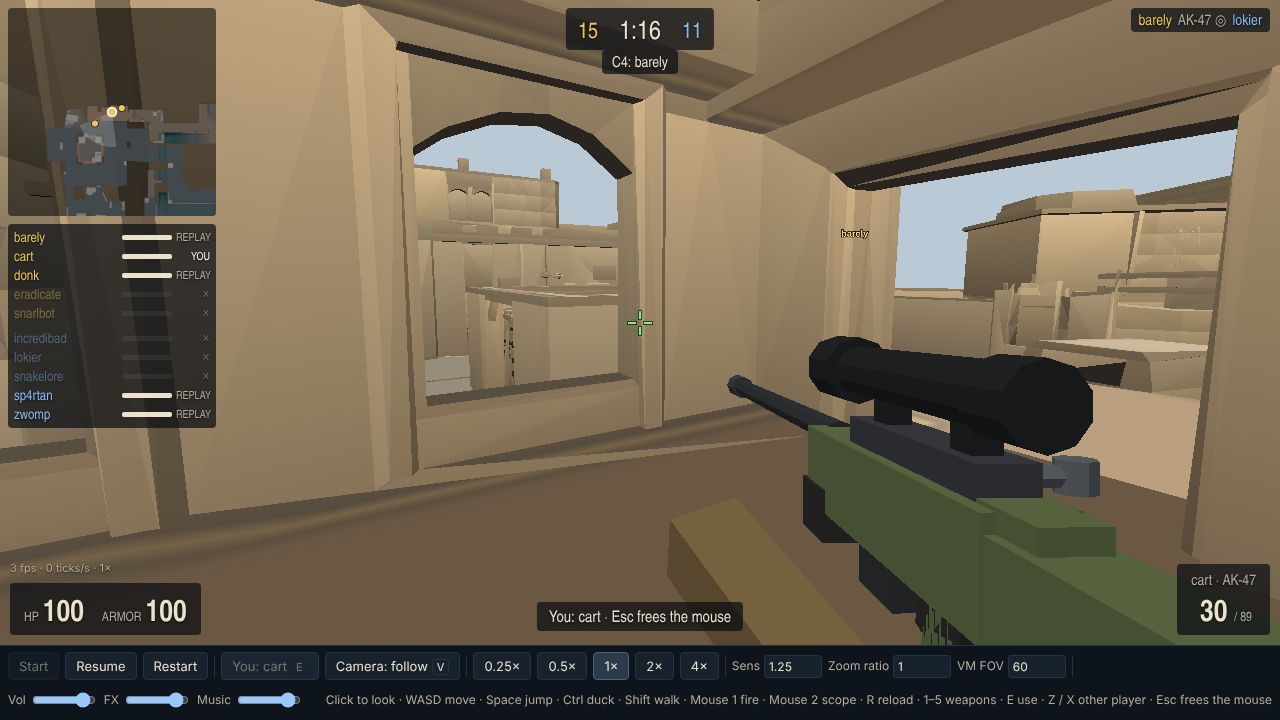 15 1:16 11
C4: barely
barely AK-47 lokier
barely REPLAY
cart YOU
donk REPLAY
eradicate ×
snarlbot ×
incredibad ×
lokier ×
snakelore ×
sp4rtan REPLAY
zwomp REPLAY
barely
3 fps · 0 ticks/s · 1×
HP 100 ARMOR 100
You: cart · Esc frees the mouse
cart · AK-47
30 / 89
Start Resume Restart You: cart E Camera: follow V 0.25× 0.5× 1× 2× 4× Sens 1.25 Zoom ratio 1 VM FOV 60
Vol FX Music Click to look · WASD move · Space jump · Ctrl duck · Shift walk · Mouse 1 fire · Mouse 2 scope · R reload · 1–5 weapons · E use · Z / X other player · Esc frees the mouse